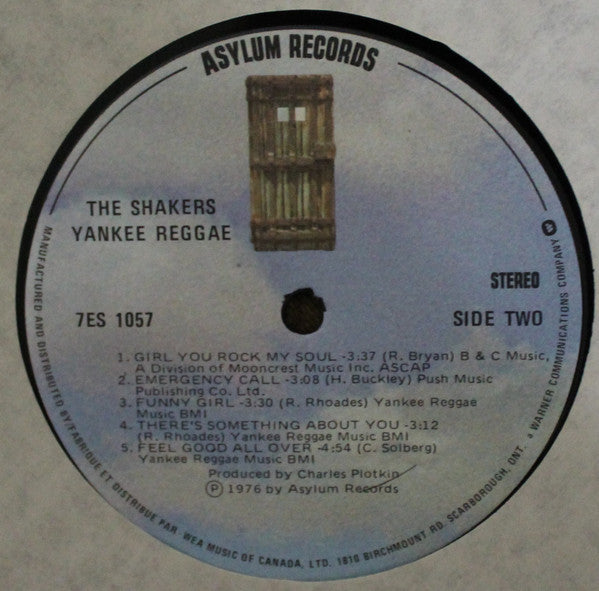 ASYLUM RECORDS
THE SHAKERS
YANKEE REGGAE
STEREO
7ES 1057
SIDE TWO
1. GIRL YOU ROCK MY SOUL -3:37 (R. Bryan) B & C Music,
A Division of Mooncrest Music Inc. ASCAP
2. EMERGENCY CALL -3:08 (H. Buckley) Push Music
Publishing Co. Ltd.
3. FUNNY GIRL -3:30 (R. Rhoades) Yankee Reggae
Music BMI
4. THERE'S SOMETHING ABOUT YOU -3:12
(R. Rhoades) Yankee Reggae Music BMI
5. FEEL GOOD ALL OVER -4:54 (C. Solberg)
Yankee Reggae Music BMI
Produced by Charles Plotkin
Ⓟ 1976 by Asylum Records
MANUFACTURED AND DISTRIBUTED BY/FABRIQUE ET DISTRIBUE PAR WEA MUSIC OF CANADA, LTD. 1810 BIRCHMOUNT RD. SCARBOROUGH, ONT. a WARNER COMMUNICATIONS COMPANY